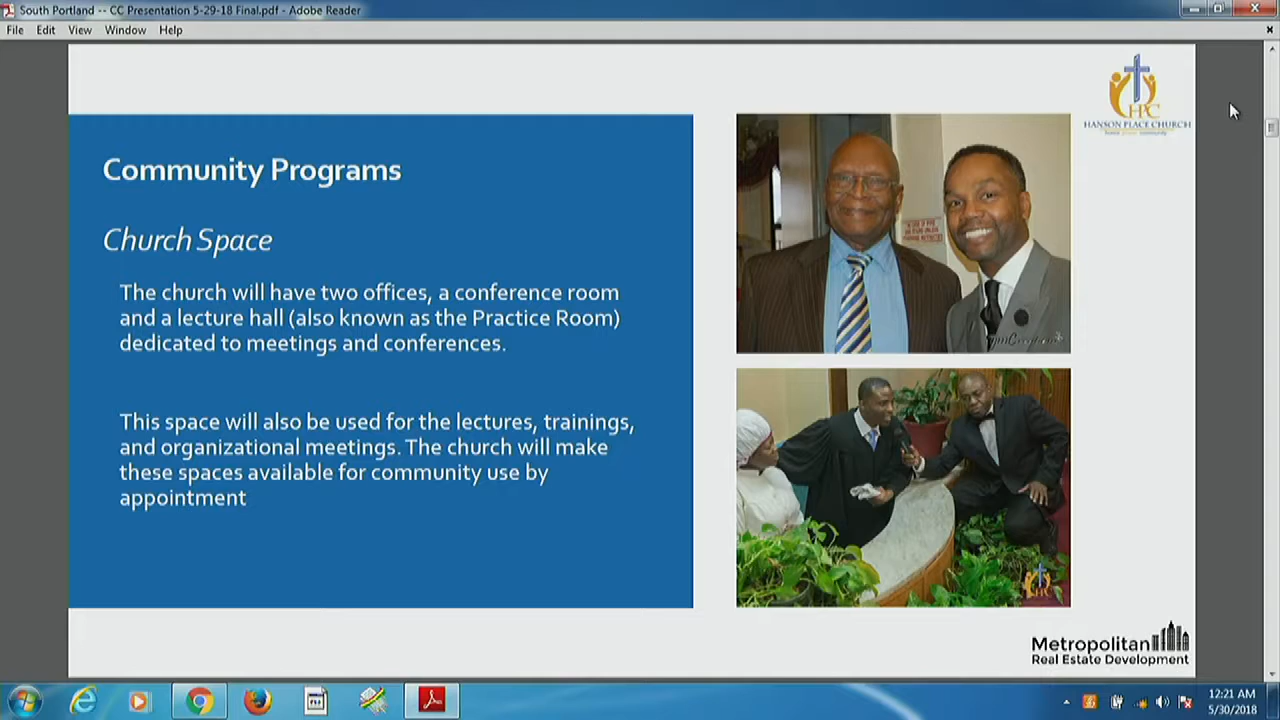 South Portland -- CC Presentation 5-29-18 Final.pdf - Adobe Reader
File Edit View Window Help
HPC
HANSON PLACE CHURCH
Community Programs
Church Space
The church will have two offices, a conference room
and a lecture hall (also known as the Practice Room)
dedicated to meetings and conferences.
This space will also be used for the lectures, trainings,
and organizational meetings. The church will make
these spaces available for community use by
appointment
Metropolitan
Real Estate Development
12:21 AM
5/30/2018